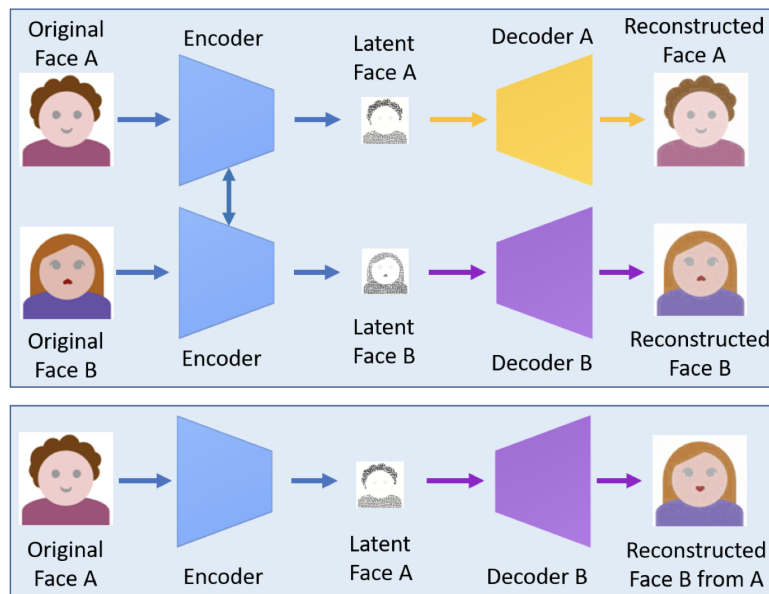 Original
Face A
Encoder
Latent
Face A
Decoder A
Reconstructed
Face A
Original
Face B
Encoder
Latent
Face B
Decoder B
Reconstructed
Face B
Original
Face A
Encoder
Latent
Face A
Decoder B
Reconstructed
Face B from A